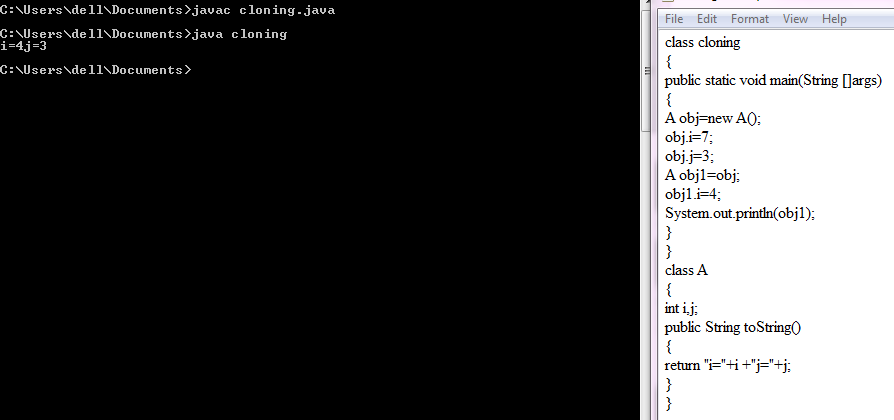 C:\Users\dell\Documents>javac cloning.java
C:\Users\dell\Documents>java cloning
i=4j=3
C:\Users\dell\Documents>
File Edit Format View Help
class cloning
{
public static void main(String []args)
{
A obj=new A();
obj.i=7;
obj.j=3;
A obj1=obj;
obj1.i=4;
System.out.println(obj1);
}
}
class A
{
int i,j;
public String toString()
{
return "i="+i +"j="+j;
}
}